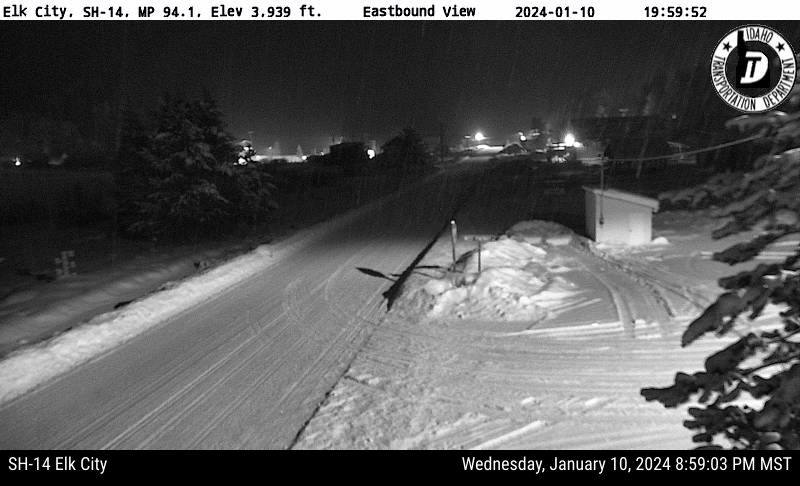 Elk City, SH-14, MP 94.1, Elev 3,939 ft. Eastbound View 2024-01-10 19:59:52
IDAHO
TRANSPORTATION DEPARTMENT
SH-14 Elk City Wednesday, January 10, 2024 8:59:03 PM MST